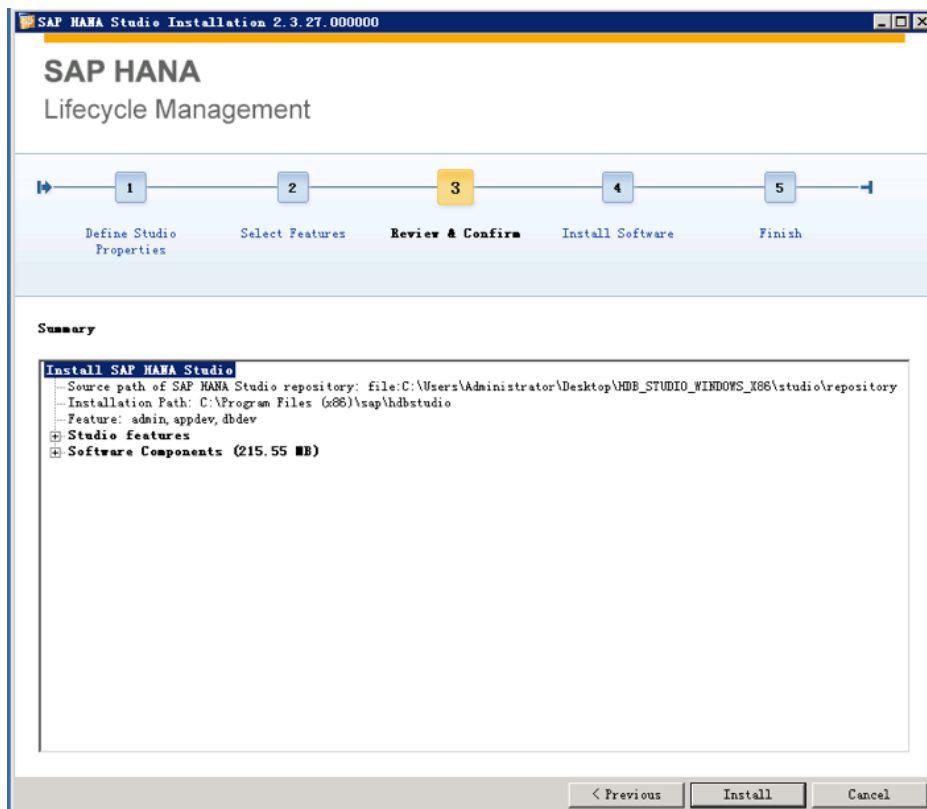 SAP HANA Studio Installation 2.3.27.000000
SAP HANA
Lifecycle Management
1 2 3 4 5
Define Studio Properties Select Features Review & Confirm Install Software Finish
Summary
Install SAP HANA Studio
Source path of SAP HANA Studio repository: file:C:\Users\Administrator\Desktop\HDB_STUDIO_WINDOWS_X86\studio\repository
Installation Path: C:\Program Files (x86)\sap\hdbstudio
Feature: admin, appdev, dbdev
Studio features
Software Components (215.55 MB)
< Previous Install Cancel